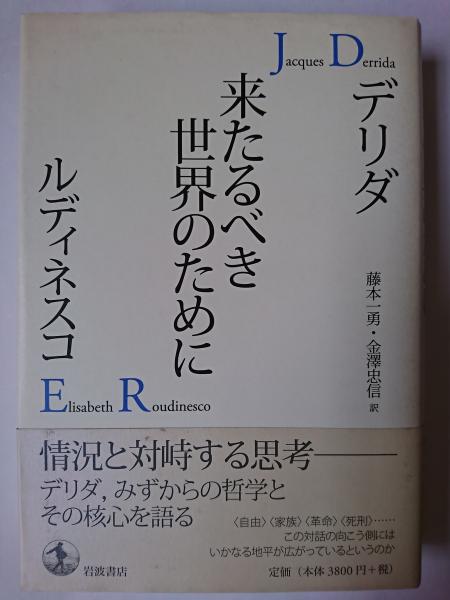 Jacques Derrida
デリダ
来たるべき
世界のために
ルディネスコ
Elisabeth Roudinesco
藤本一勇・金澤忠信 訳
情況と対峙する思考――
デリダ, みずからの哲学と
その核心を語る
〈自由〉〈家族〉〈革命〉〈死刑〉……
この対話の向こう側には
いかなる地平が広がっているというのか
岩波書店
定価（本体 3800円＋税）